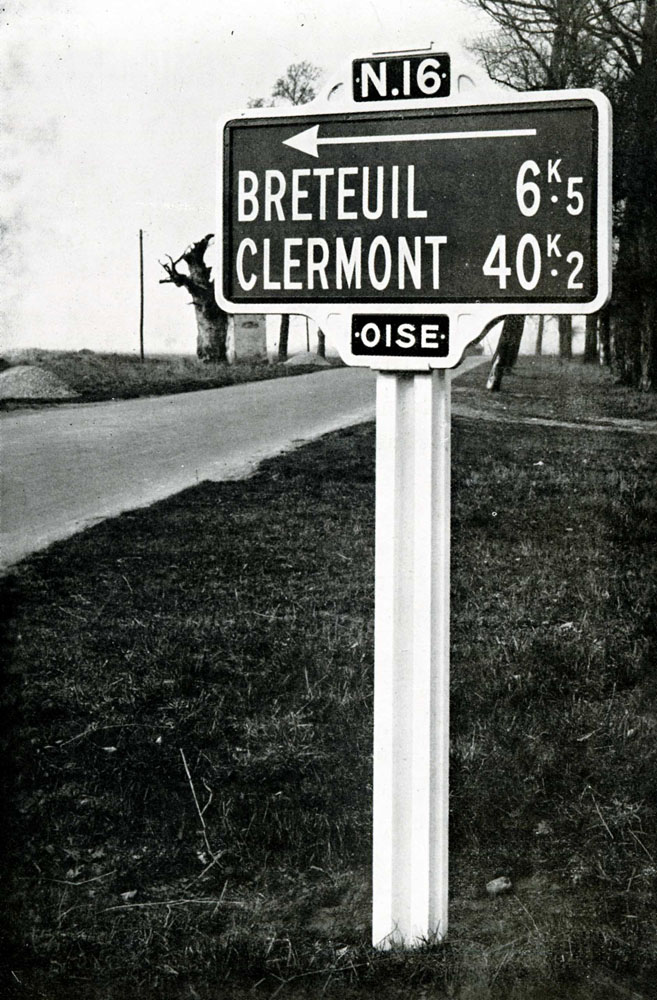 N.16
BRETEUIL 6K.5
CLERMONT 40K.2
·OISE·